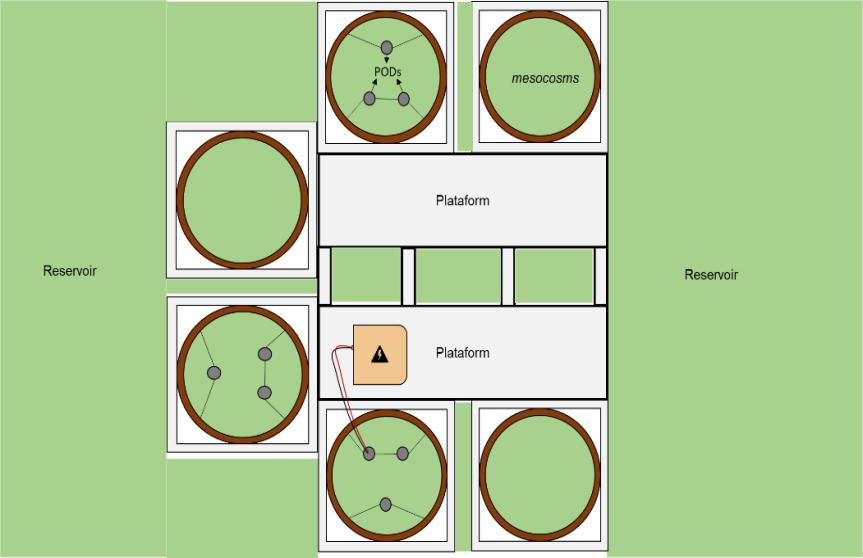 PODs
mesocosms
Plataform
Reservoir
Reservoir
Plataform